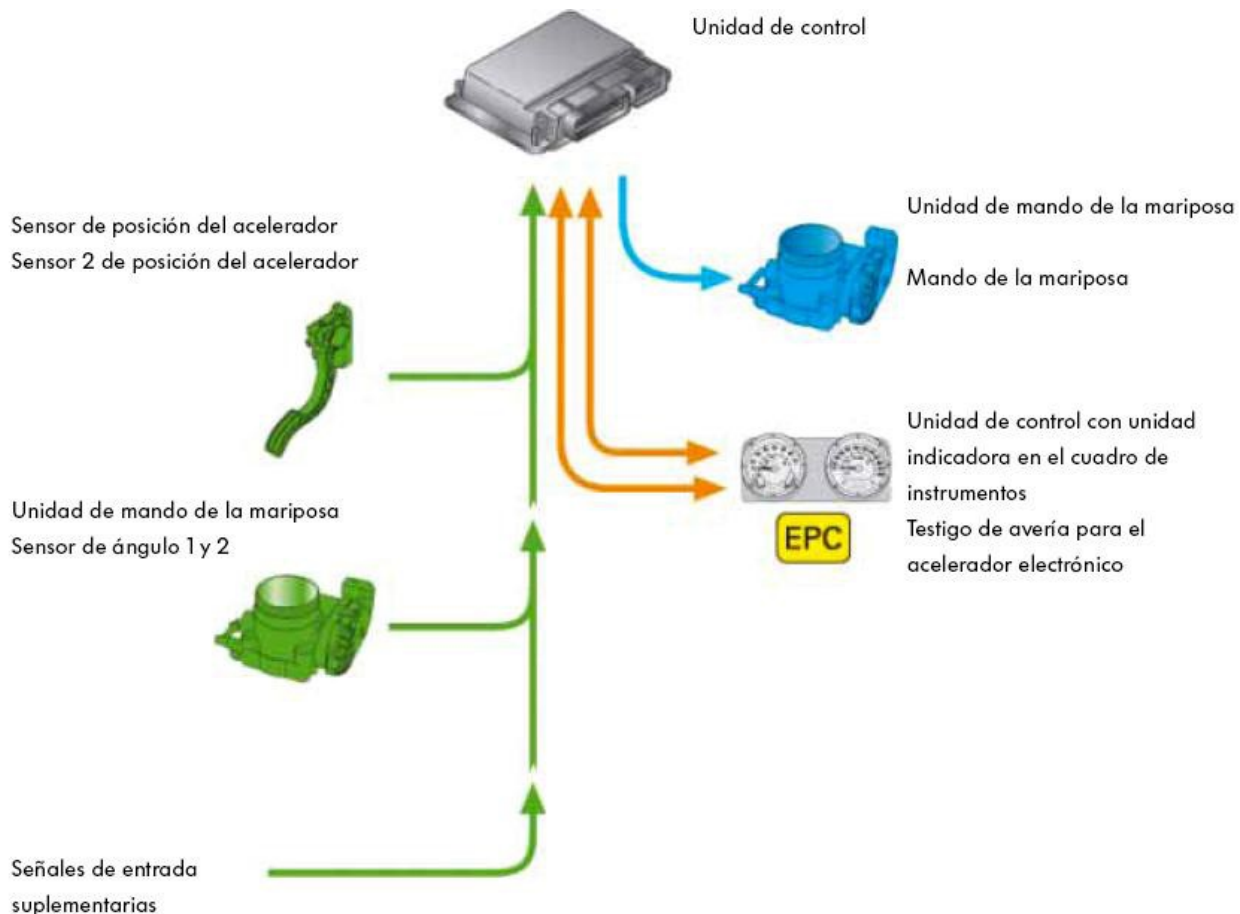 Unidad de control
Sensor de posición del acelerador
Sensor 2 de posición del acelerador
Unidad de mando de la mariposa
Mando de la mariposa
Unidad de control con unidad
indicadora en el cuadro de
instrumentos
EPC
Testigo de avería para el
acelerador electrónico
Unidad de mando de la mariposa
Sensor de ángulo 1 y 2
Señales de entrada
suplementarias